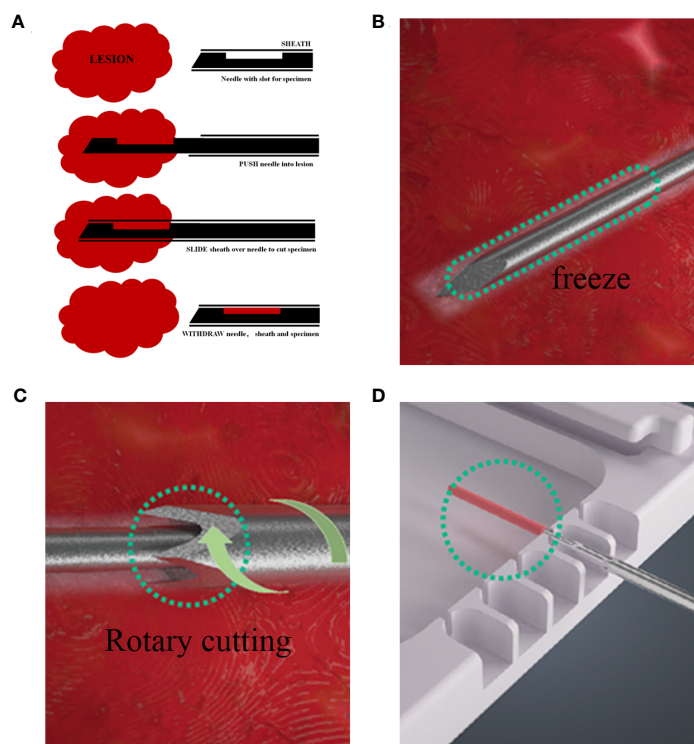 A
LESION
SHEATH
Needle with slot for specimen
PUSH needle into lesion
SLIDE sheath over needle to cut specimen
WITHDRAW needle, sheath and specimen
B
freeze
C
Rotary cutting
D